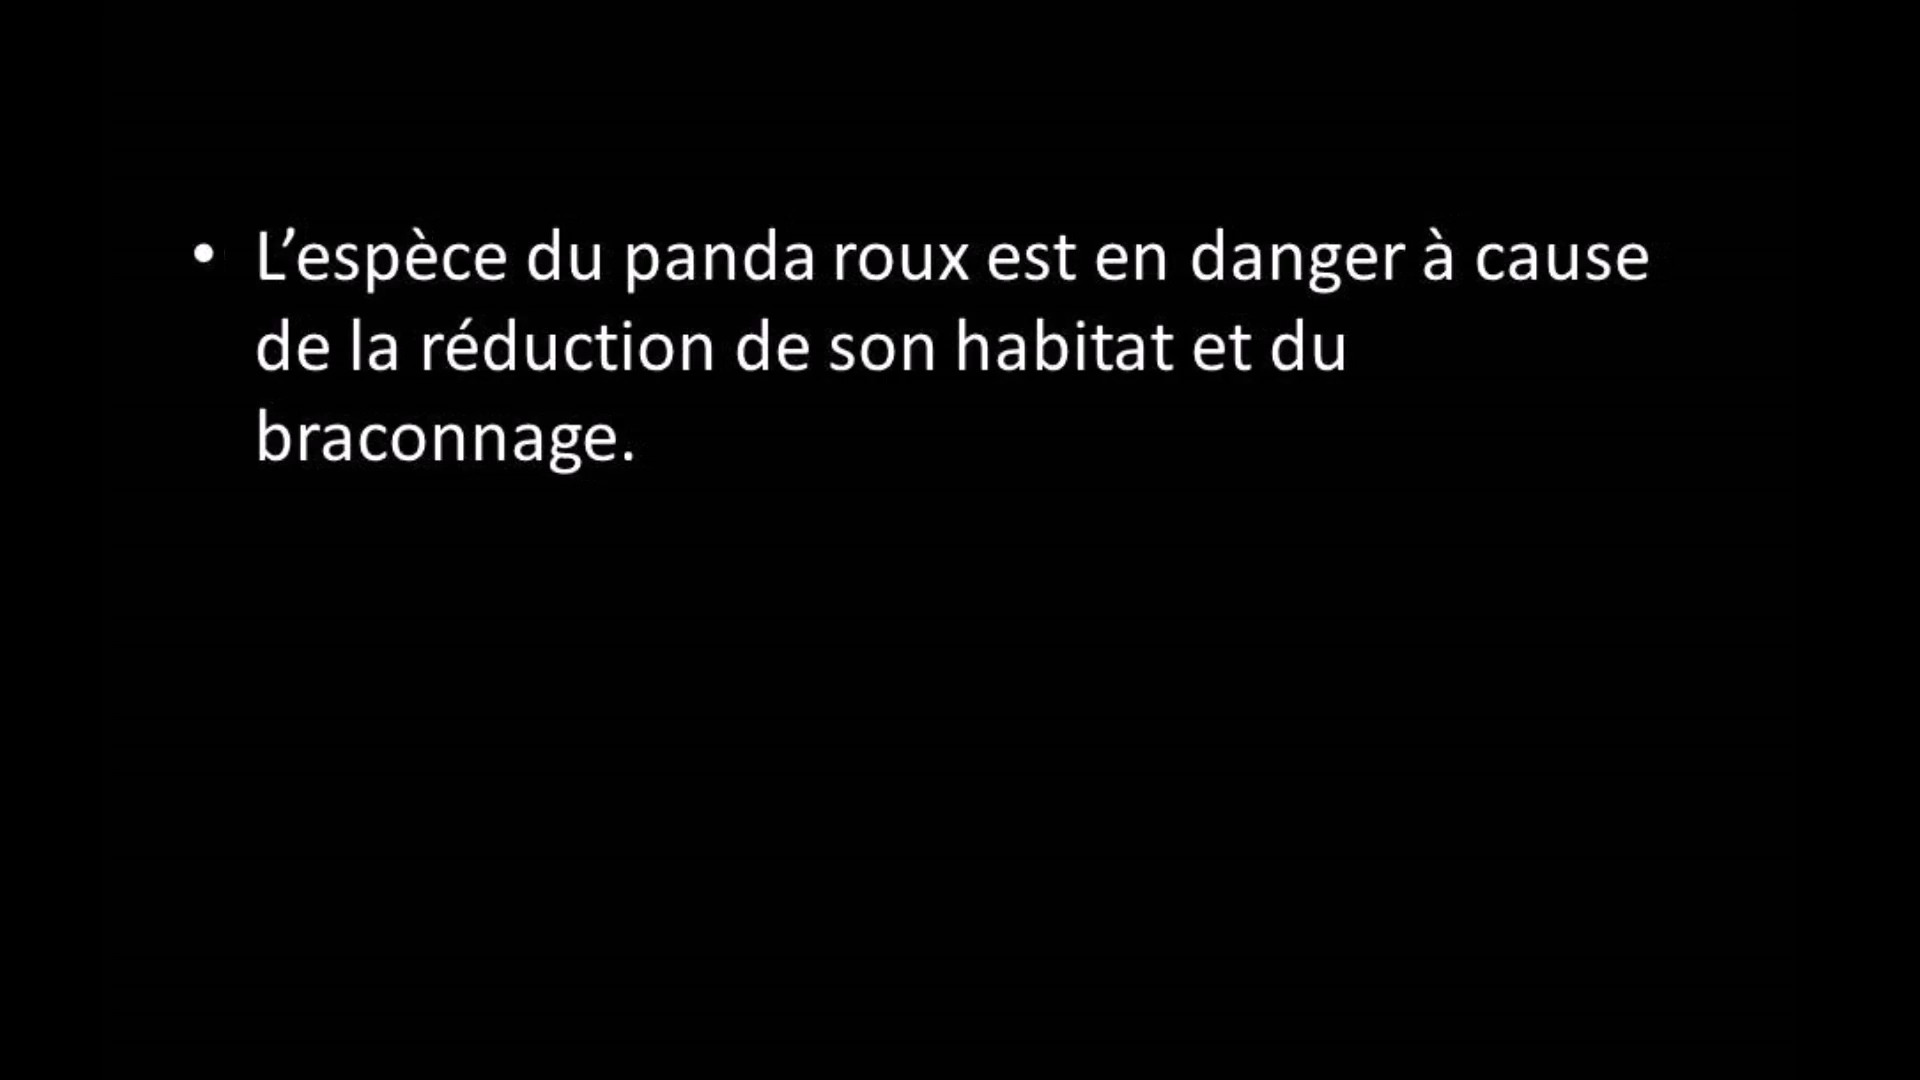 • L’espèce du panda roux est en danger à cause
de la réduction de son habitat et du
braconnage.